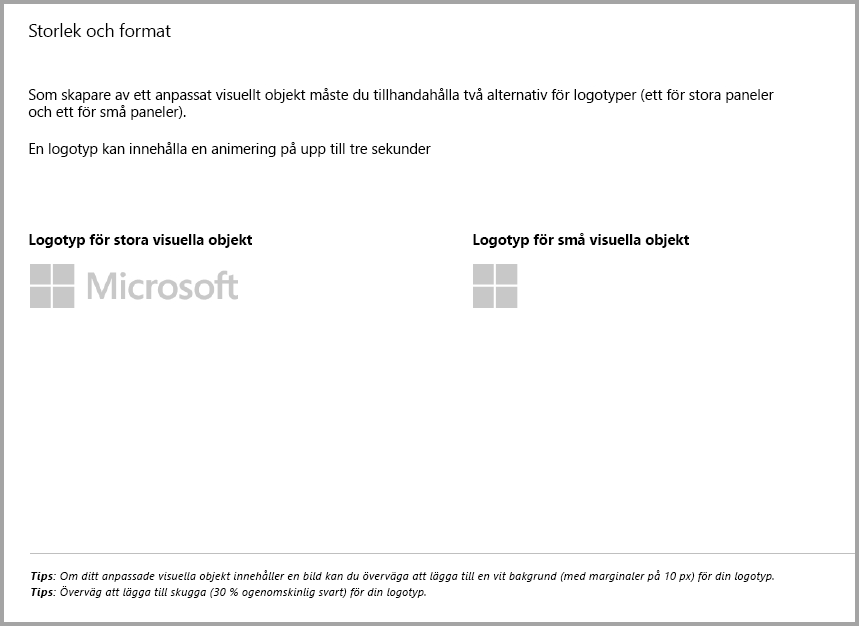 Storlek och format
Som skapare av ett anpassat visuellt objekt måste du tillhandahålla två alternativ för logotyper (ett för stora paneler
och ett för små paneler).
En logotyp kan innehålla en animering på upp till tre sekunder
Logotyp för stora visuella objekt
Microsoft
Logotyp för små visuella objekt
Tips: Om ditt anpassade visuella objekt innehåller en bild kan du överväga att lägga till en vit bakgrund (med marginaler på 10 px) för din logotyp.
Tips: Överväg att lägga till skugga (30 % ogenomskinlig svart) för din logotyp.